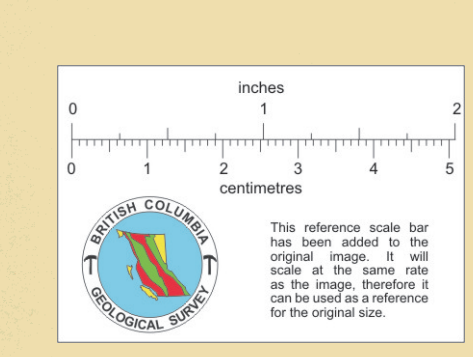 inches
0 1 2
0 1 2 3 4 5
centimetres
BRITISH COLUMBIA
GEOLOGICAL SURVEY
This reference scale bar
has been added to the
original image. It will
scale at the same rate
as the image, therefore it
can be used as a reference
for the original size.